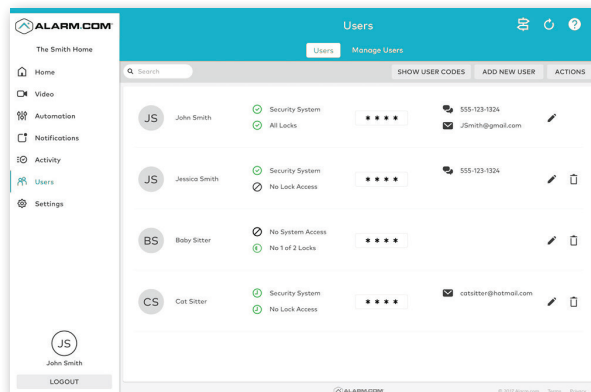 ALARM.COM
Users
The Smith Home
Users Manage Users
Home
Video
Automation
Notifications
Activity
Users
Settings
Search
SHOW USER CODES ADD NEW USER ACTIONS
JS John Smith Security System **** 555-123-1324
All Locks JSmith@gmail.com
JS Jessica Smith Security System **** 555-123-1324
No Lock Access
BS Baby Sitter No System Access ****
No 1 of 2 Locks
CS Cat Sitter Security System **** catsitter@hotmail.com
No Lock Access
JS
John Smith
LOGOUT
ALARM.COM
Terms Privacy